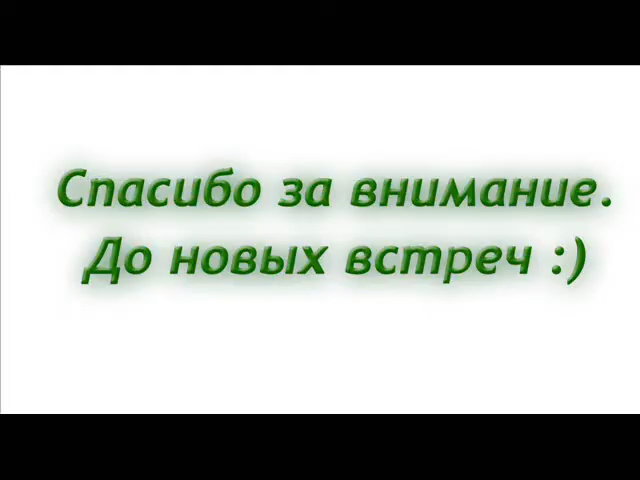 Спасибо за внимание.
До новых встреч :)